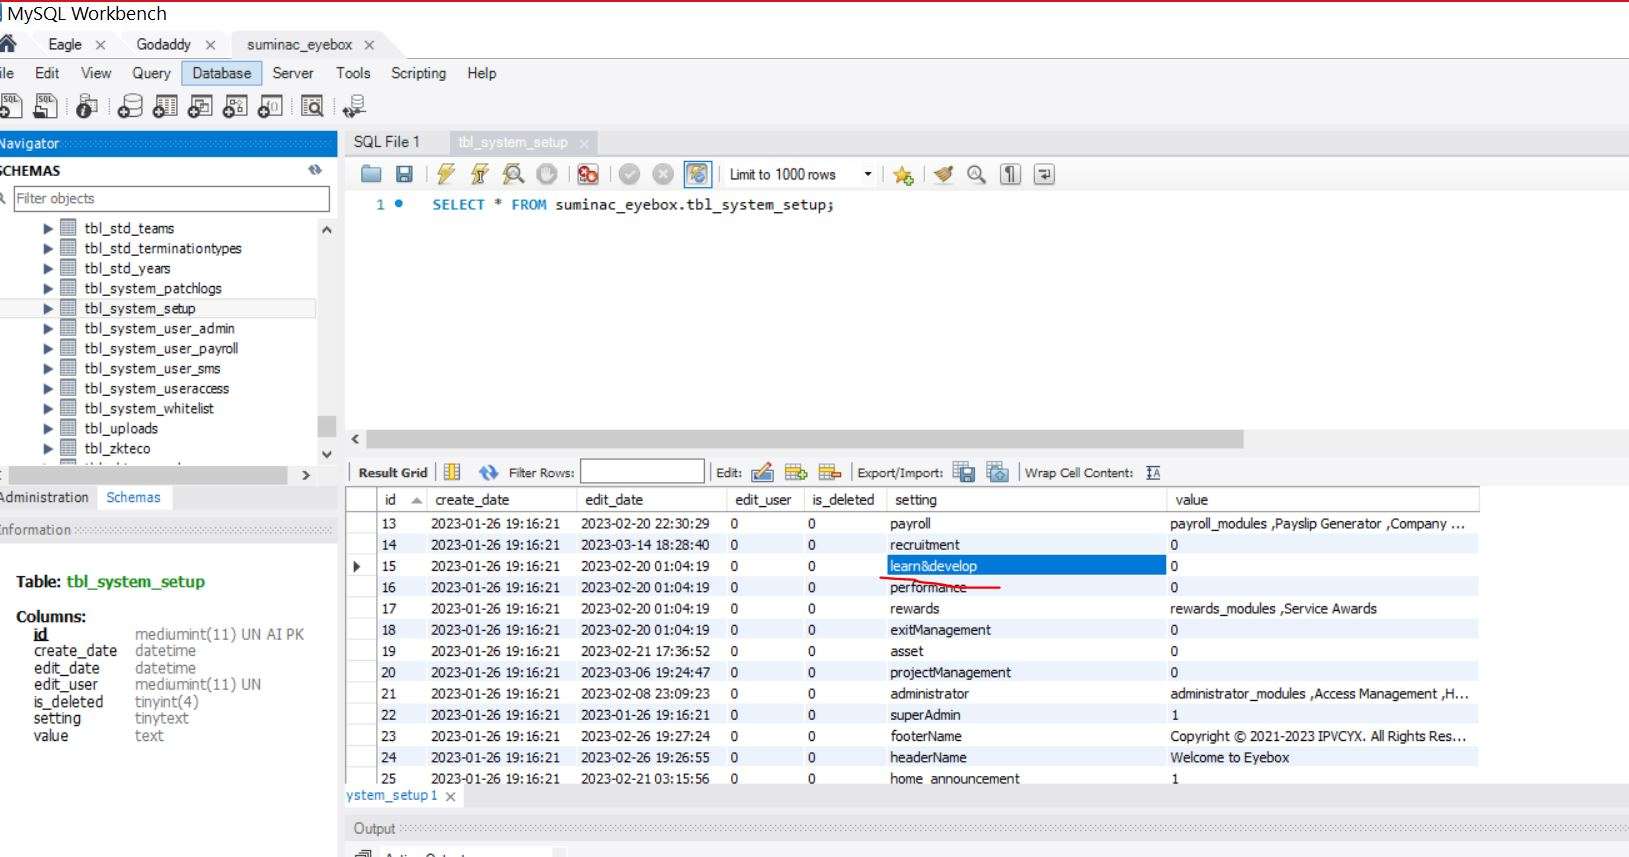 MySQL Workbench
Eagle × Godaddy × suminac_eyebox ×
ile Edit View Query Database Server Tools Scripting Help
Navigator
SCHEMAS
Filter objects
tbl_std_teams
tbl_std_terminationtypes
tbl_std_years
tbl_system_patchlogs
tbl_system_setup
tbl_system_user_admin
tbl_system_user_payroll
tbl_system_user_sms
tbl_system_useraccess
tbl_system_whitelist
tbl_uploads
tbl_zkteco
Administration Schemas
Information
Table: tbl_system_setup
Columns:
id mediumint(11) UN AI PK
create_date datetime
edit_date datetime
edit_user mediumint(11) UN
is_deleted tinyint(4)
setting tinytext
value text
SQL File 1 tbl_system_setup ×
Limit to 1000 rows
1 SELECT * FROM suminac_eyebox.tbl_system_setup;
Result Grid Filter Rows: Edit: Export/Import: Wrap Cell Content:
id create_date edit_date edit_user is_deleted setting value
13 2023-01-26 19:16:21 2023-02-20 22:30:29 0 0 payroll payroll_modules ,Payslip Generator ,Company ...
14 2023-01-26 19:16:21 2023-03-14 18:28:40 0 0 recruitment 0
15 2023-01-26 19:16:21 2023-02-20 01:04:19 0 0 learn&develop 0
16 2023-01-26 19:16:21 2023-02-20 01:04:19 0 0 performance 0
17 2023-01-26 19:16:21 2023-02-20 01:04:19 0 0 rewards rewards_modules ,Service Awards
18 2023-01-26 19:16:21 2023-02-20 01:04:19 0 0 exitManagement 0
19 2023-01-26 19:16:21 2023-02-21 17:36:52 0 0 asset 0
20 2023-01-26 19:16:21 2023-03-06 19:24:47 0 0 projectManagement 0
21 2023-01-26 19:16:21 2023-02-08 23:09:23 0 0 administrator administrator_modules ,Access Management ,H...
22 2023-01-26 19:16:21 2023-01-26 19:16:21 0 0 superAdmin 1
23 2023-01-26 19:16:21 2023-02-26 19:27:24 0 0 footerName Copyright © 2021-2023 IPVCYX. All Rights Res...
24 2023-01-26 19:16:21 2023-02-26 19:26:55 0 0 headerName Welcome to Eyebox
25 2023-01-26 19:16:21 2023-02-21 03:15:56 0 0 home_announcement 1
ystem_setup 1 ×
Output